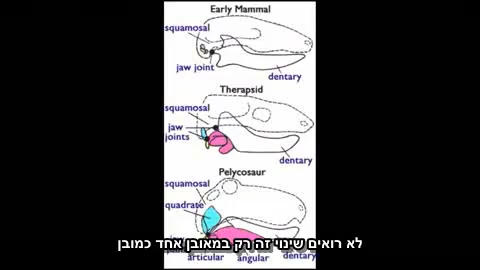 Early Mammal
squamosal
jaw joint
dentary
Therapsid
squamosal
jaw
joints
dentary
Pelycosaur
squamosal
quadrate
לא רואים שינוי זה רק במאובן אחד כמובן
articular
angular
dentary